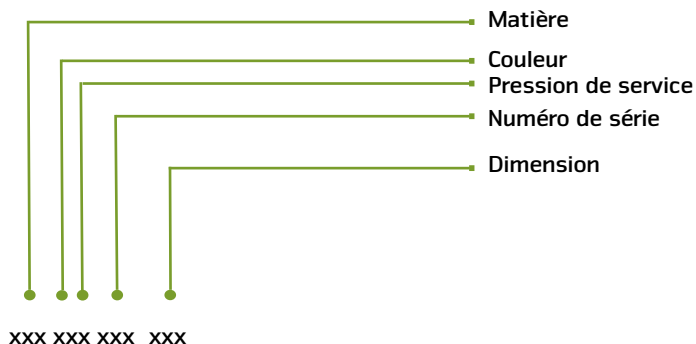 Matière
Couleur
Pression de service
Numéro de série
Dimension
xxx xxx xxx xxx